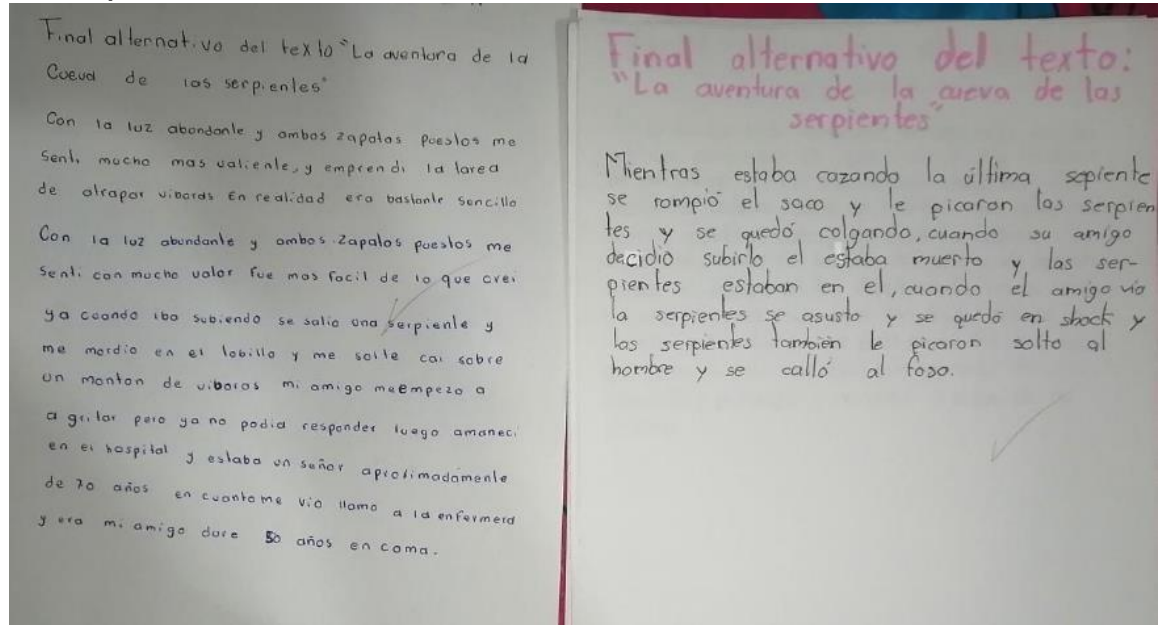 Final alternativo del texto "La aventura de la
Cueva de las serpientes"
Con la luz abondante y ambos zapatos puestos me
Senti mucho mas valiente, y emprendi la tarea
de atrapar viboras En realidad era bastante Sencillo
Con la luz abundante y ambos zapatos puestos me
senti con mucho valor fue mas facil de lo que crei
ya coando iba subiendo se salio una serpiente y
me mordio en el tobillo y me solte cai sobre
un monton de viboras mi amigo meempezo a
a gritar pero ya no podia responder luego amaneci
en el hospital y estaba un señor aproximadamente
de 70 años en cuanto me vio llamo a la enfermera
y era mi amigo dure 50 años en coma.
Final alternativo del texto:
"La aventura de la cueva de las
serpientes"
Mientras estaba cazando la última sepiente
se rompió el saco y le picaron las serpien
tes y se quedó colgando, cuando su amigo
decidio subirlo el estaba muerto y las ser-
pientes estaban en el, cuando el amigo vio
la serpientes se asusto y se quedó en shock y
las serpientes también le picaron solto al
hombre y se calló al foso.